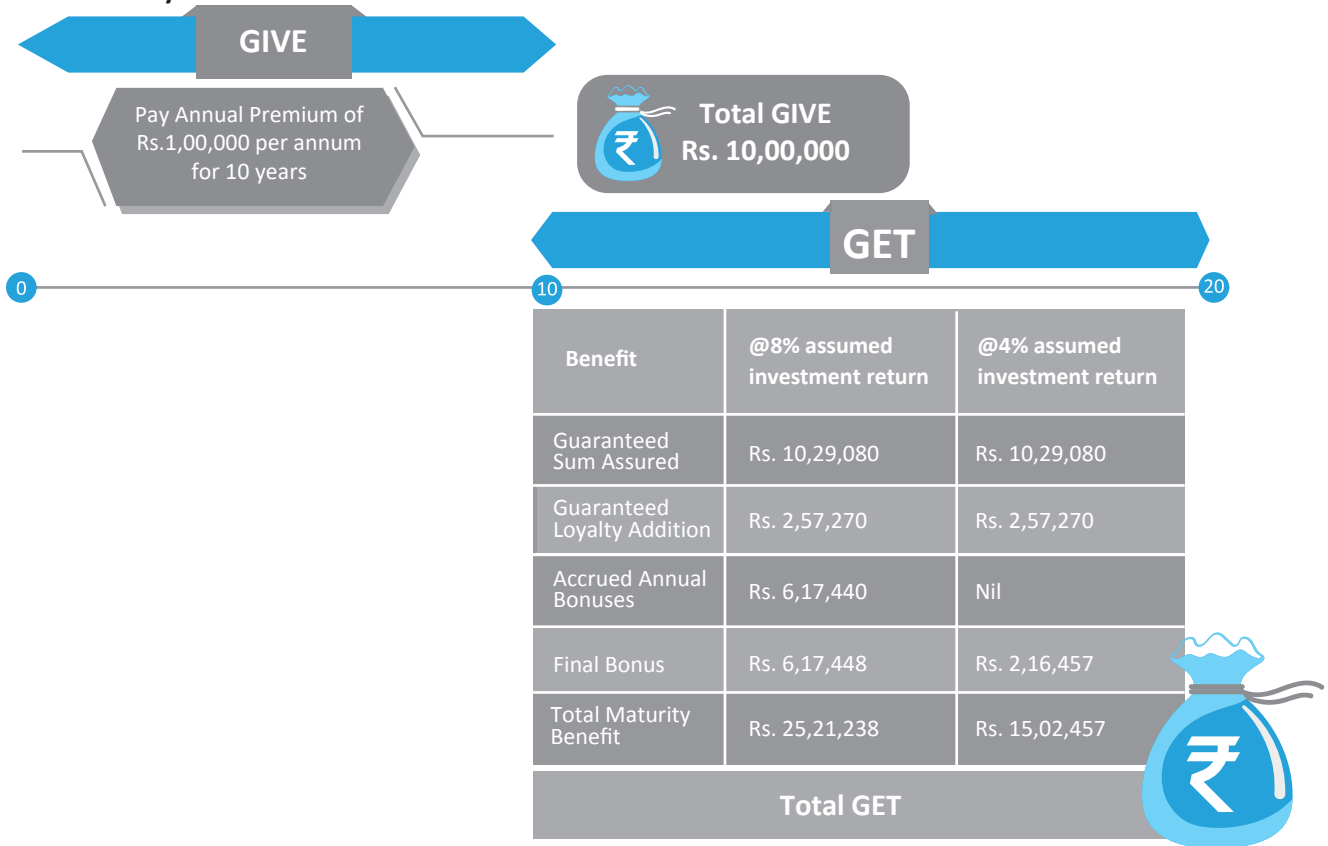 GIVE
Pay Annual Premium of
Rs.1,00,000 per annum
for 10 years
₹
Total GIVE
Rs. 10,00,000
GET
0
10
20
Benefit
@8% assumed
investment return
@4% assumed
investment return
Guaranteed
Sum Assured
Rs. 10,29,080
Rs. 10,29,080
Guaranteed
Loyalty Addition
Rs. 2,57,270
Rs. 2,57,270
Accrued Annual
Bonuses
Rs. 6,17,440
Nil
Final Bonus
Rs. 6,17,448
Rs. 2,16,457
Total Maturity
Benefit
Rs. 25,21,238
Rs. 15,02,457
₹
Total GET